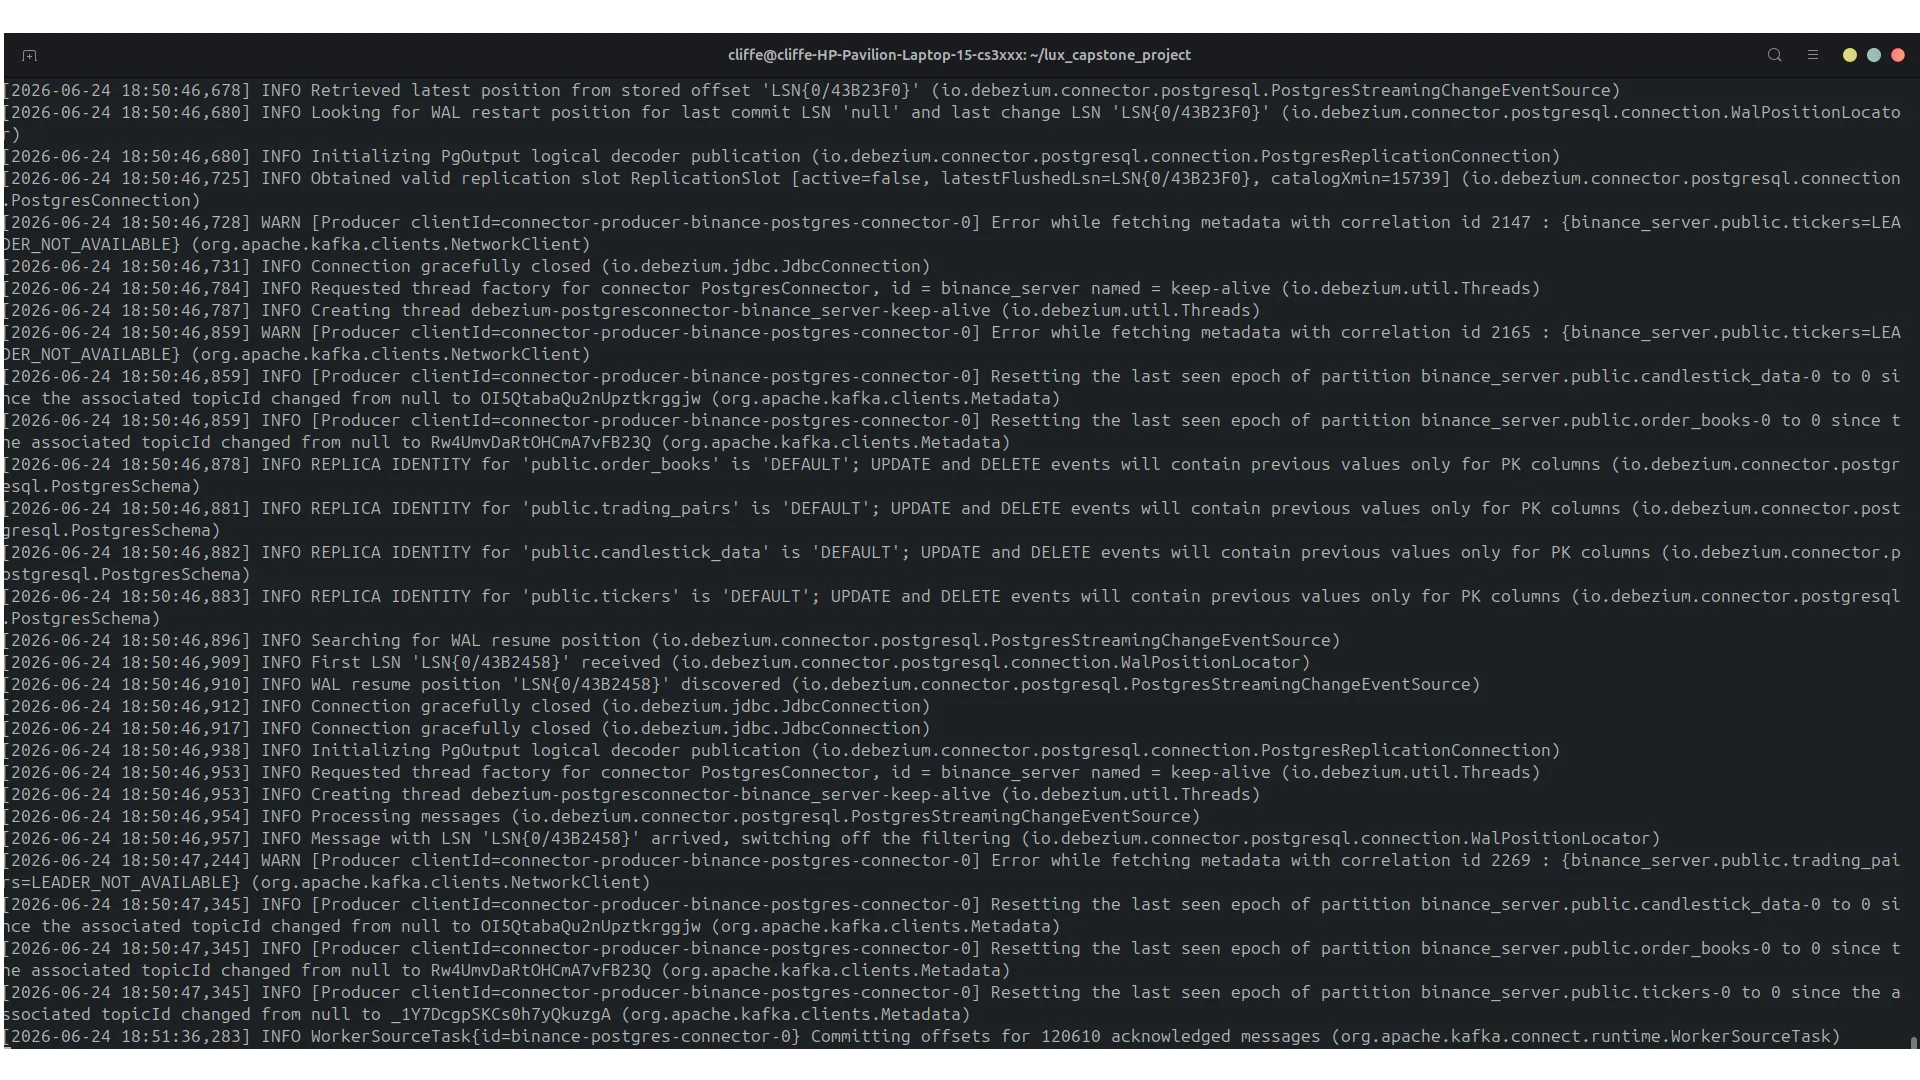 cliffe@cliffe-HP-Pavilion-Laptop-15-cs3xxx: ~/lux_capstone_project
[2026-06-24 18:50:46,678] INFO Retrieved latest position from stored offset 'LSN{0/43B23F0}' (io.debezium.connector.postgresql.PostgresStreamingChangeEventSource)
[2026-06-24 18:50:46,680] INFO Looking for WAL restart position for last commit LSN 'null' and last change LSN 'LSN{0/43B23F0}' (io.debezium.connector.postgresql.connection.WalPositionLocato
r)
[2026-06-24 18:50:46,680] INFO Initializing PgOutput logical decoder publication (io.debezium.connector.postgresql.connection.PostgresReplicationConnection)
[2026-06-24 18:50:46,725] INFO Obtained valid replication slot ReplicationSlot [active=false, latestFlushedLsn=LSN{0/43B23F0}, catalogXmin=15739] (io.debezium.connector.postgresql.connection
.PostgresConnection)
[2026-06-24 18:50:46,728] WARN [Producer clientId=connector-producer-binance-postgres-connector-0] Error while fetching metadata with correlation id 2147 : {binance_server.public.tickers=LEA
DER_NOT_AVAILABLE} (org.apache.kafka.clients.NetworkClient)
[2026-06-24 18:50:46,731] INFO Connection gracefully closed (io.debezium.jdbc.JdbcConnection)
[2026-06-24 18:50:46,784] INFO Requested thread factory for connector PostgresConnector, id = binance_server named = keep-alive (io.debezium.util.Threads)
[2026-06-24 18:50:46,787] INFO Creating thread debezium-postgresconnector-binance_server-keep-alive (io.debezium.util.Threads)
[2026-06-24 18:50:46,859] WARN [Producer clientId=connector-producer-binance-postgres-connector-0] Error while fetching metadata with correlation id 2165 : {binance_server.public.tickers=LEA
DER_NOT_AVAILABLE} (org.apache.kafka.clients.NetworkClient)
[2026-06-24 18:50:46,859] INFO [Producer clientId=connector-producer-binance-postgres-connector-0] Resetting the last seen epoch of partition binance_server.public.candlestick_data-0 to 0 si
nce the associated topicId changed from null to OI5QtabaQu2nUpztkrggjw (org.apache.kafka.clients.Metadata)
[2026-06-24 18:50:46,859] INFO [Producer clientId=connector-producer-binance-postgres-connector-0] Resetting the last seen epoch of partition binance_server.public.order_books-0 to 0 since t
he associated topicId changed from null to Rw4UmvDaRtOHCmA7vFB23Q (org.apache.kafka.clients.Metadata)
[2026-06-24 18:50:46,878] INFO REPLICA IDENTITY for 'public.order_books' is 'DEFAULT'; UPDATE and DELETE events will contain previous values only for PK columns (io.debezium.connector.postgr
esql.PostgresSchema)
[2026-06-24 18:50:46,881] INFO REPLICA IDENTITY for 'public.trading_pairs' is 'DEFAULT'; UPDATE and DELETE events will contain previous values only for PK columns (io.debezium.connector.post
gresql.PostgresSchema)
[2026-06-24 18:50:46,882] INFO REPLICA IDENTITY for 'public.candlestick_data' is 'DEFAULT'; UPDATE and DELETE events will contain previous values only for PK columns (io.debezium.connector.p
ostgresql.PostgresSchema)
[2026-06-24 18:50:46,883] INFO REPLICA IDENTITY for 'public.tickers' is 'DEFAULT'; UPDATE and DELETE events will contain previous values only for PK columns (io.debezium.connector.postgresql
.PostgresSchema)
[2026-06-24 18:50:46,896] INFO Searching for WAL resume position (io.debezium.connector.postgresql.PostgresStreamingChangeEventSource)
[2026-06-24 18:50:46,909] INFO First LSN 'LSN{0/43B2458}' received (io.debezium.connector.postgresql.connection.WalPositionLocator)
[2026-06-24 18:50:46,910] INFO WAL resume position 'LSN{0/43B2458}' discovered (io.debezium.connector.postgresql.PostgresStreamingChangeEventSource)
[2026-06-24 18:50:46,912] INFO Connection gracefully closed (io.debezium.jdbc.JdbcConnection)
[2026-06-24 18:50:46,917] INFO Connection gracefully closed (io.debezium.jdbc.JdbcConnection)
[2026-06-24 18:50:46,938] INFO Initializing PgOutput logical decoder publication (io.debezium.connector.postgresql.connection.PostgresReplicationConnection)
[2026-06-24 18:50:46,953] INFO Requested thread factory for connector PostgresConnector, id = binance_server named = keep-alive (io.debezium.util.Threads)
[2026-06-24 18:50:46,953] INFO Creating thread debezium-postgresconnector-binance_server-keep-alive (io.debezium.util.Threads)
[2026-06-24 18:50:46,954] INFO Processing messages (io.debezium.connector.postgresql.PostgresStreamingChangeEventSource)
[2026-06-24 18:50:46,957] INFO Message with LSN 'LSN{0/43B2458}' arrived, switching off the filtering (io.debezium.connector.postgresql.connection.WalPositionLocator)
[2026-06-24 18:50:47,244] WARN [Producer clientId=connector-producer-binance-postgres-connector-0] Error while fetching metadata with correlation id 2269 : {binance_server.public.trading_pai
rs=LEADER_NOT_AVAILABLE} (org.apache.kafka.clients.NetworkClient)
[2026-06-24 18:50:47,345] INFO [Producer clientId=connector-producer-binance-postgres-connector-0] Resetting the last seen epoch of partition binance_server.public.candlestick_data-0 to 0 si
nce the associated topicId changed from null to OI5QtabaQu2nUpztkrggjw (org.apache.kafka.clients.Metadata)
[2026-06-24 18:50:47,345] INFO [Producer clientId=connector-producer-binance-postgres-connector-0] Resetting the last seen epoch of partition binance_server.public.order_books-0 to 0 since t
he associated topicId changed from null to Rw4UmvDaRtOHCmA7vFB23Q (org.apache.kafka.clients.Metadata)
[2026-06-24 18:50:47,345] INFO [Producer clientId=connector-producer-binance-postgres-connector-0] Resetting the last seen epoch of partition binance_server.public.tickers-0 to 0 since the a
ssociated topicId changed from null to _1Y7DcgpSKCs0h7yQkuzgA (org.apache.kafka.clients.Metadata)
[2026-06-24 18:51:36,283] INFO WorkerSourceTask{id=binance-postgres-connector-0} Committing offsets for 120610 acknowledged messages (org.apache.kafka.connect.runtime.WorkerSourceTask)